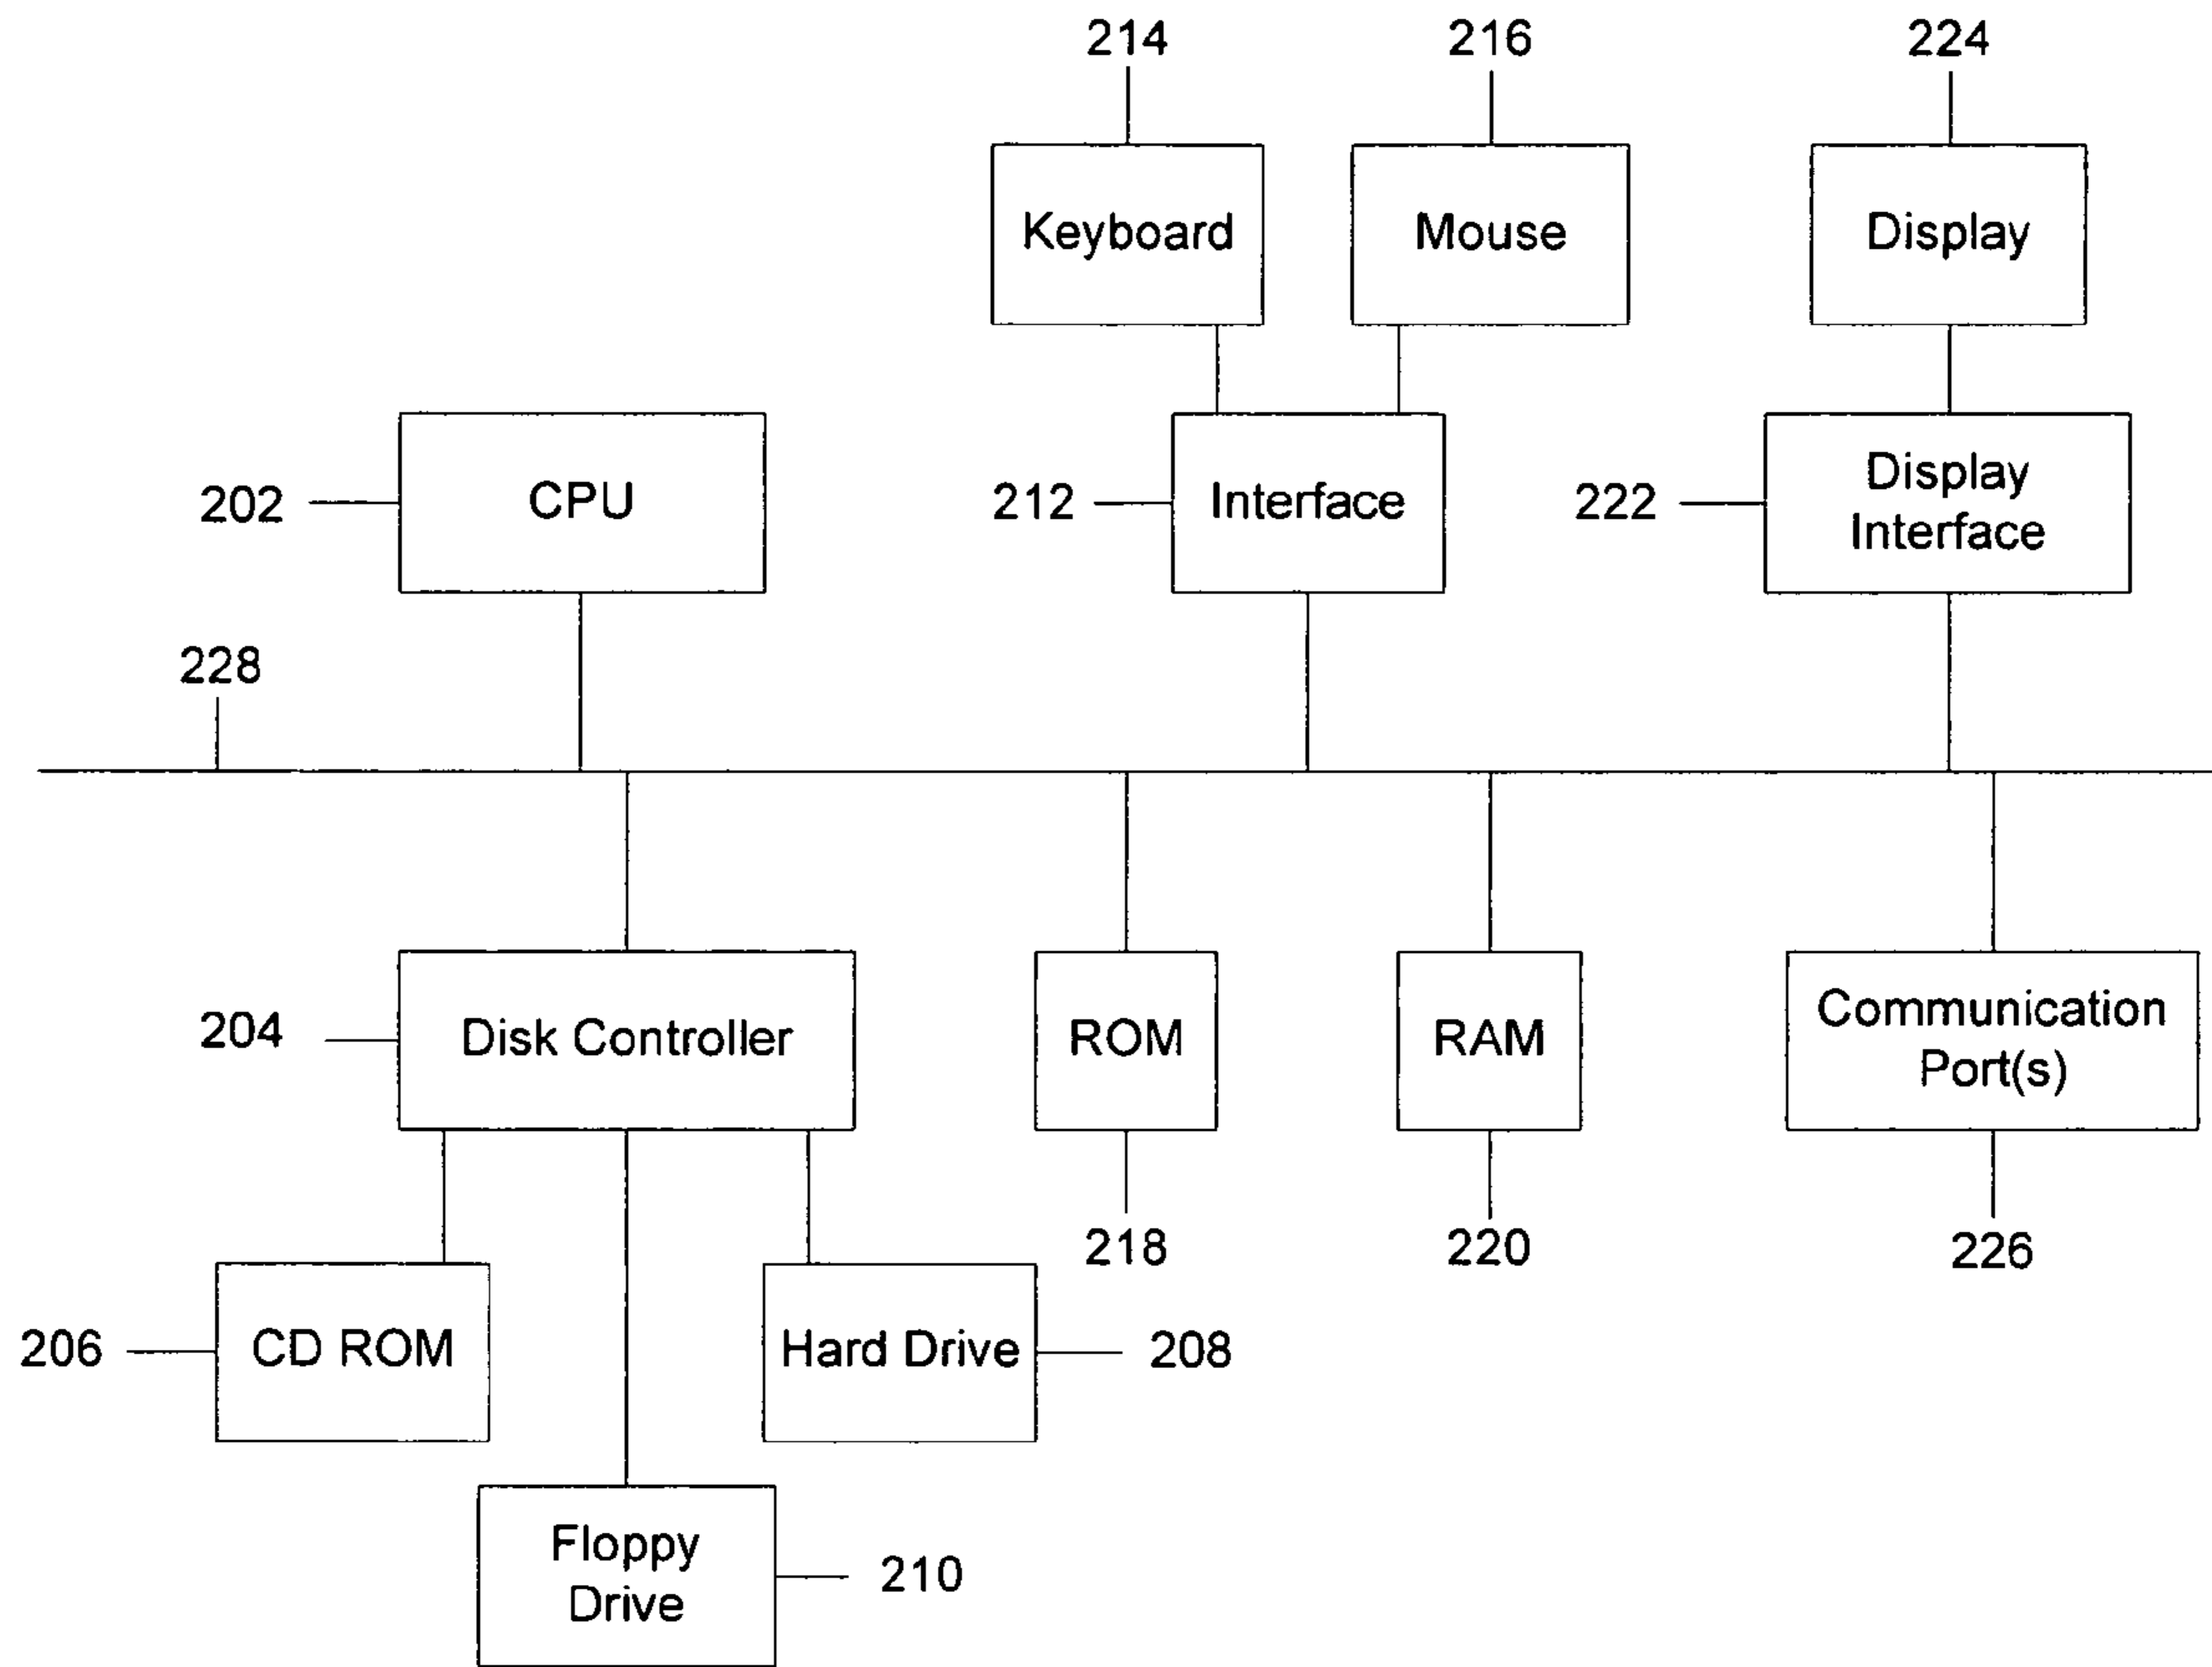 214
216
224
Keyboard
Mouse
Display
202
CPU
212
Interface
222
Display
Interface
228
204
Disk Controller
ROM
RAM
Communication
Port(s)
218
220
226
206
CD ROM
Hard Drive
208
Floppy
Drive
210